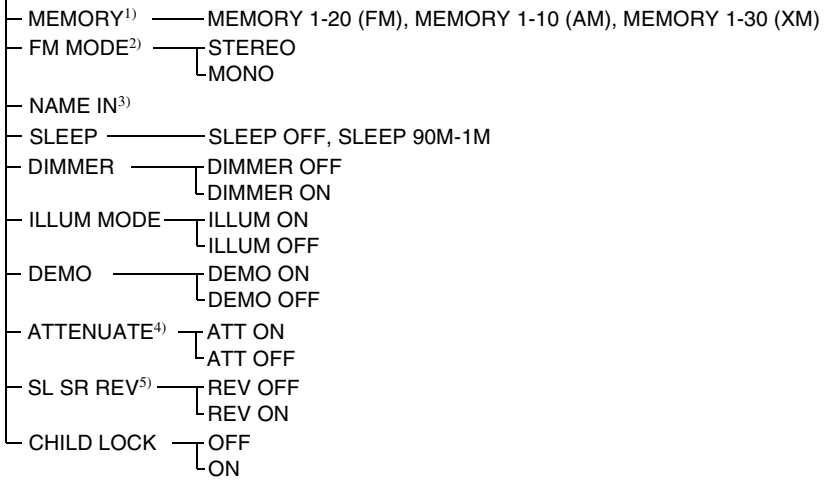 MEMORY1) MEMORY 1-20 (FM), MEMORY 1-10 (AM), MEMORY 1-30 (XM)
FM MODE2) STEREO
MONO
NAME IN3)
SLEEP SLEEP OFF, SLEEP 90M-1M
DIMMER DIMMER OFF
DIMMER ON
ILLUM MODE ILLUM ON
ILLUM OFF
DEMO DEMO ON
DEMO OFF
ATTENUATE4) ATT ON
ATT OFF
SL SR REV5) REV OFF
REV ON
CHILD LOCK OFF
ON